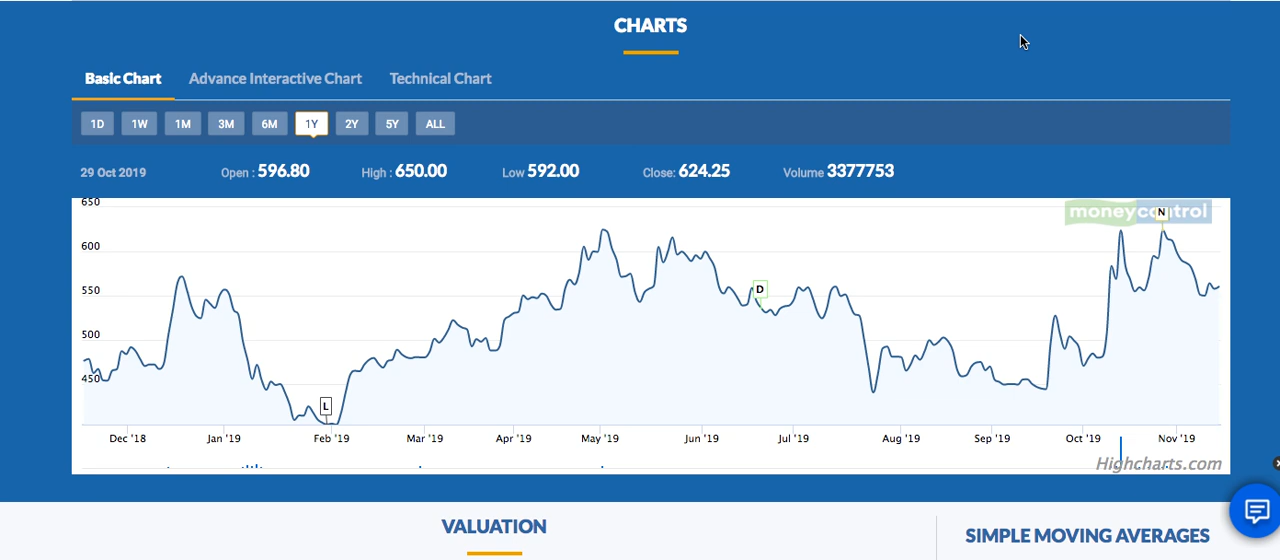 CHARTS
Basic Chart Advance Interactive Chart Technical Chart
1D 1W 1M 3M 6M 1Y 2Y 5Y ALL
29 Oct 2019 Open : 596.80 High : 650.00 Low 592.00 Close: 624.25 Volume 3377753
650
moneycontrol
N
600
550
D
500
450
L
Dec '18 Jan '19 Feb '19 Mar '19 Apr '19 May '19 Jun '19 Jul '19 Aug '19 Sep '19 Oct '19 Nov '19
Highcharts.com
VALUATION
SIMPLE MOVING AVERAGES